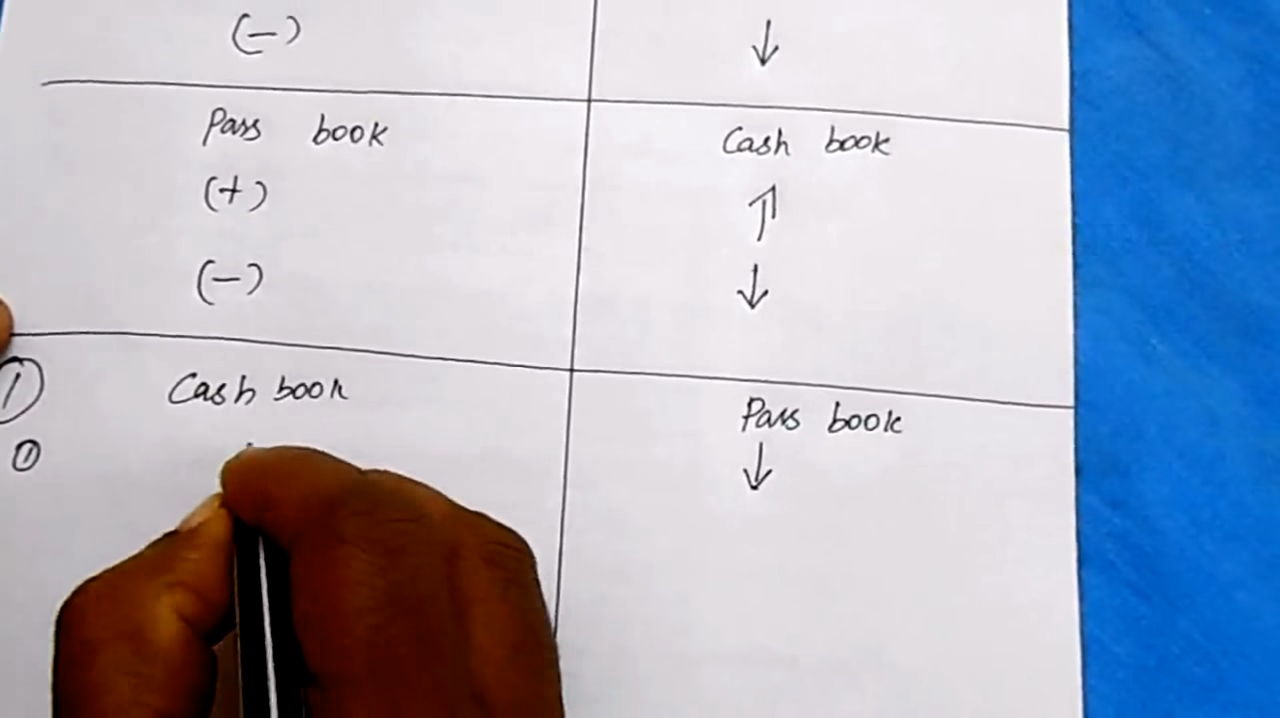 (-) ↓
Pass book Cash book
(+) ↑
(-) ↓
① Cash book Pass book
① ↓